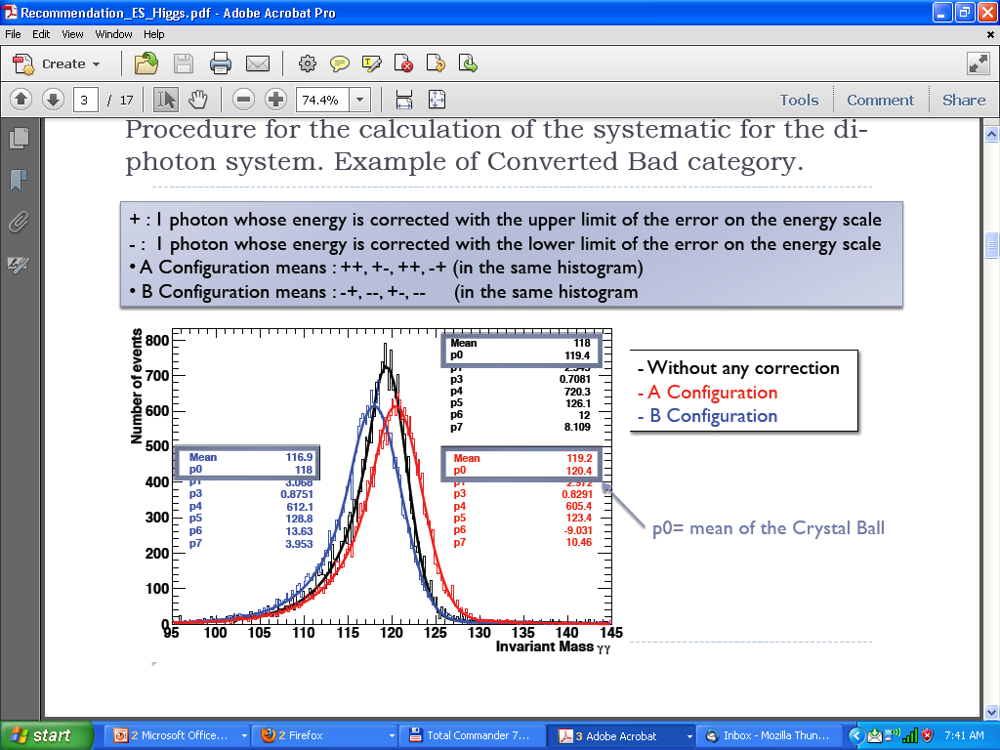 Recommendation_ES_Higgs.pdf - Adobe Acrobat Pro
File Edit View Window Help
Create
3 / 17 74.4% Tools Comment Share
Procedure for the calculation of the systematic for the di-
photon system. Example of Converted Bad category.
+ : 1 photon whose energy is corrected with the upper limit of the error on the energy scale
- : 1 photon whose energy is corrected with the lower limit of the error on the energy scale
• A Configuration means : ++, +-, ++, -+ (in the same histogram)
• B Configuration means : -+, --, +-, -- (in the same histogram
Number of events
800
700
600
500
400
300
200
100
0
Mean 118
p0 119.4
p1 2.543
p3 0.7081
p4 720.3
p5 126.1
p6 12
p7 8.109
Mean 116.9
p0 118
p1 3.068
p3 0.8751
p4 612.1
p5 128.8
p6 13.63
p7 3.953
Mean 119.2
p0 120.4
p1 2.972
p3 0.8291
p4 605.4
p5 123.4
p6 -9.031
p7 10.46
- Without any correction
- A Configuration
- B Configuration
p0= mean of the Crystal Ball
95 100 105 110 115 120 125 130 135 140 145
Invariant Mass γγ
start 2 Microsoft Office... 2 Firefox Total Commander 7... 3 Adobe Acrobat Inbox - Mozilla Thun... 7:41 AM